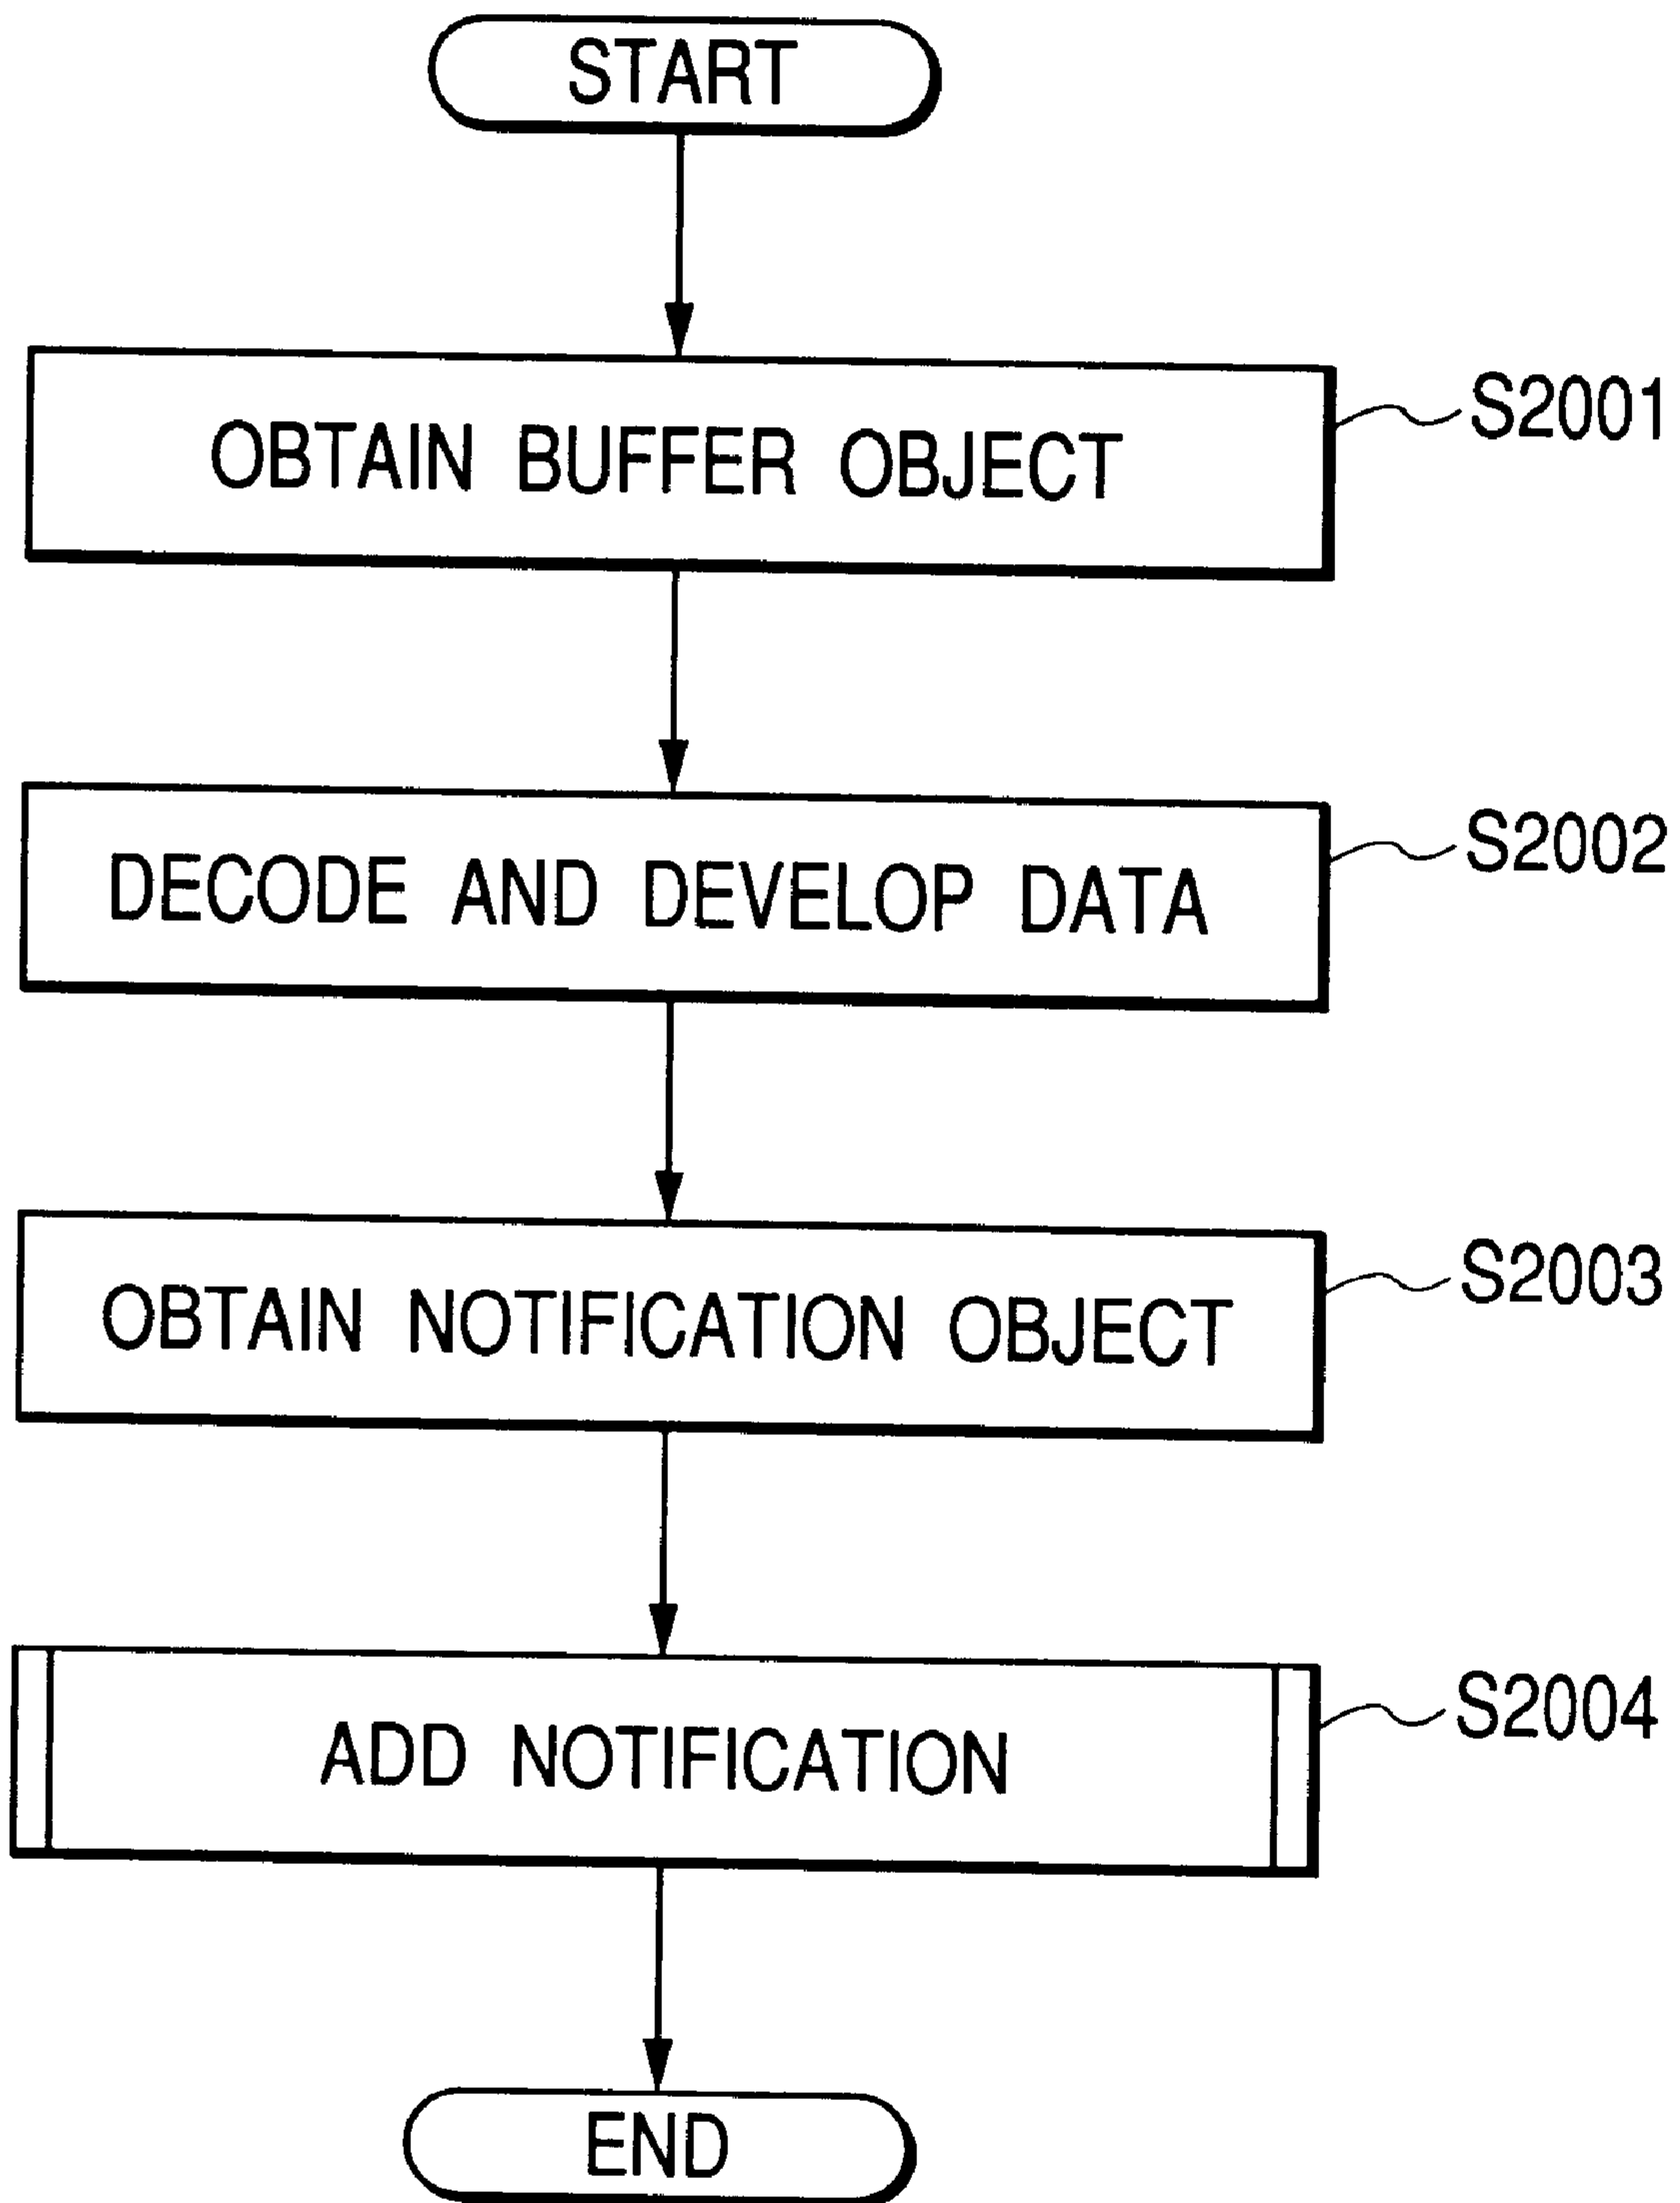 START
OBTAIN BUFFER OBJECT
S2001
DECODE AND DEVELOP DATA
S2002
OBTAIN NOTIFICATION OBJECT
S2003
ADD NOTIFICATION
S2004
END